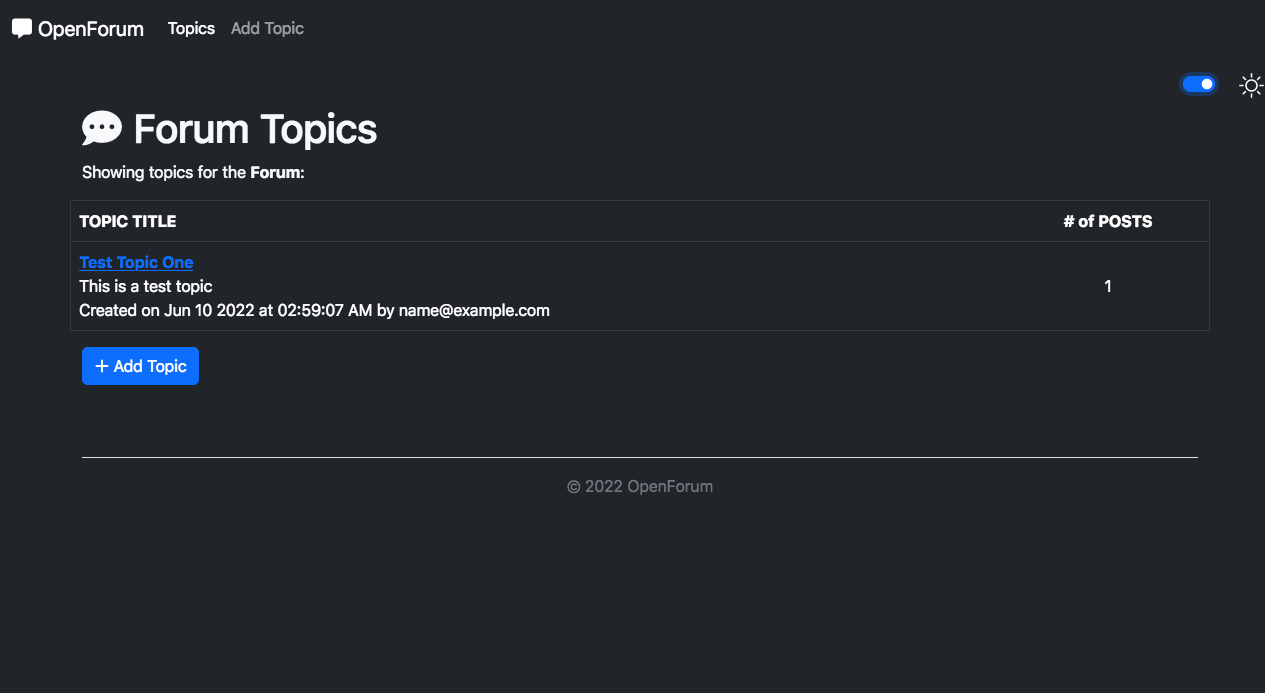 OpenForum Topics Add Topic
Forum Topics
Showing topics for the Forum:
TOPIC TITLE # of POSTS
Test Topic One
This is a test topic 1
Created on Jun 10 2022 at 02:59:07 AM by name@example.com
+ Add Topic
© 2022 OpenForum